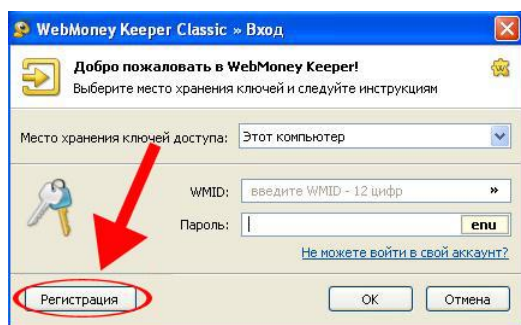 WebMoney Keeper Classic » Вход
Добро пожаловать в WebMoney Keeper!
Выберите место хранения ключей и следуйте инструкциям
Место хранения ключей доступа: Этот компьютер
WMID: введите WMID - 12 цифр »
Пароль: enu
Не можете войти в свой аккаунт?
Регистрация OK Отмена